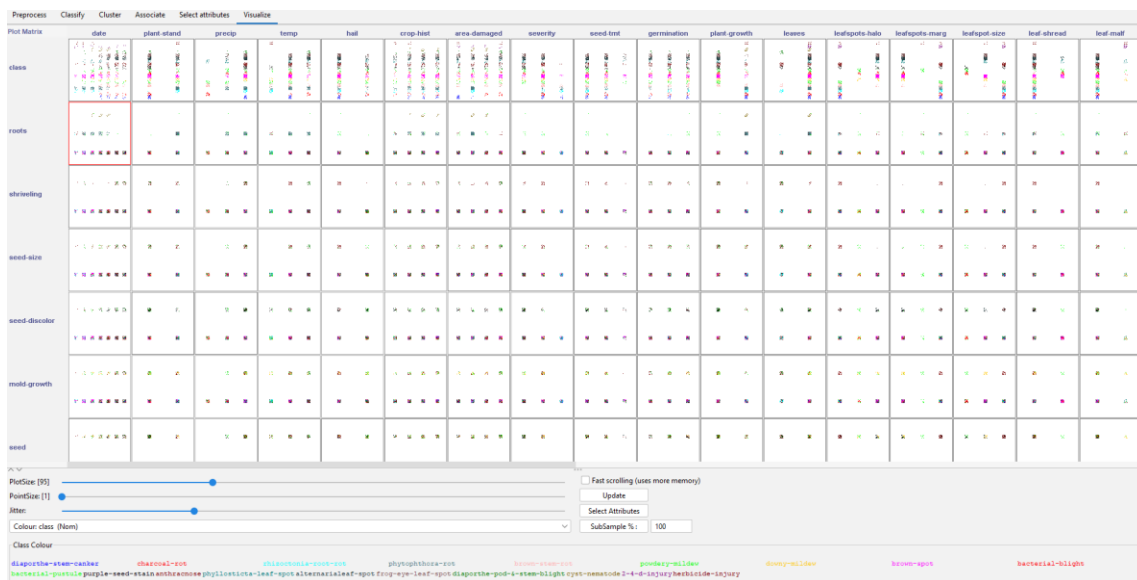 Preprocess Classify Cluster Associate Select attributes Visualize
Plot Matrix date plant-stand precip temp hail crop-hist area-damaged severity seed-tmt germination plant-growth leaves leafspots-halo leafspots-marg leafspot-size leaf-shread leaf-malf
class
roots
shriveling
seed-size
seed-discolor
mold-growth
seed
PlotSize: [95]
Fast scrolling (uses more memory)
PointSize: [1]
Update
Jitter:
Select Attributes
Colour: class (Nom)
SubSample % : 100
Class Colour
diaporthe-stem-canker charcoal-rot rhizoctonia-root-rot phytophthora-rot brown-stem-rot powdery-mildew downy-mildew brown-spot bacterial-blight
bacterial-pustule purple-seed-stain anthracnose phyllosticta-leaf-spot alternarialeaf-spot frog-eye-leaf-spot diaporthe-pod-&-stem-blight cyst-nematode 2-4-d-injury herbicide-injury